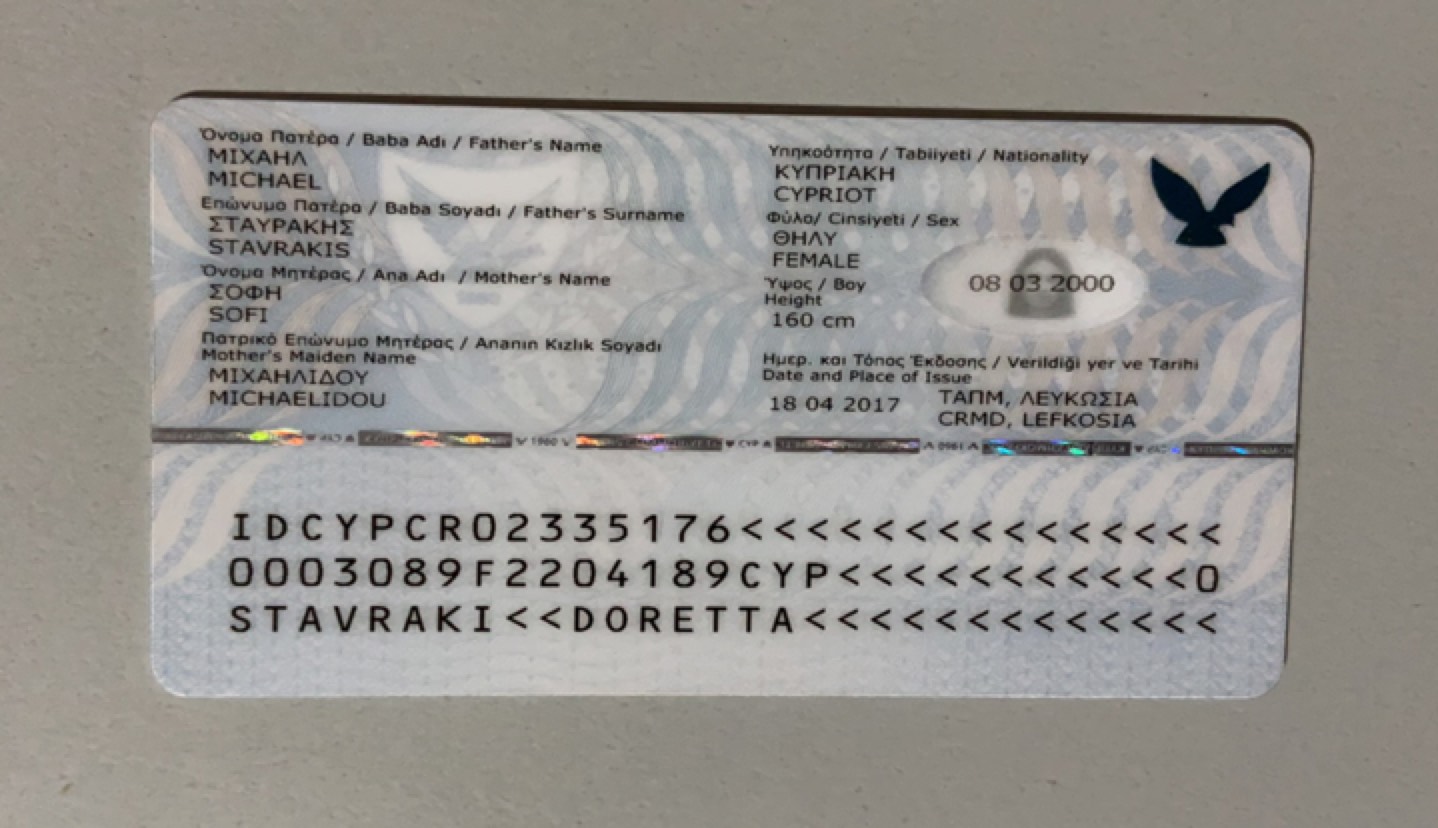 Όνομα Πατέρα / Baba Adı / Father's Name
ΜΙΧΑΗΛ
MICHAEL
Επώνυμο Πατέρα / Baba Soyadı / Father's Surname
ΣΤΑΥΡΑΚΗΣ
STAVRAKIS
Όνομα Μητέρας / Ana Adı / Mother's Name
ΣΟΦΗ
SOFI
Πατρικό Επώνυμο Μητέρας / Ananın Kızlık Soyadı
Mother's Maiden Name
ΜΙΧΑΗΛΙΔΟΥ
MICHAELIDOU
Υπηκοότητα / Tabiiyeti / Nationality
ΚΥΠΡΙΑΚΗ
CYPRIOT
Φύλο/ Cinsiyeti / Sex
ΘΗΛΥ
FEMALE
Ύψος / Boy
Height
160 cm
08 03 2000
Ημερ. και Τόπος Έκδοσης / Verildiği yer ve Tarihi
Date and Place of Issue
18 04 2017 ΤΑΠΜ, ΛΕΥΚΩΣΙΑ
CRMD, LEFKOSIA
1960 CYP 1960
IDCYPCR02335176<<<<<<<<<<<<<<<
0003089F2204189CYP<<<<<<<<<<<0
STAVRAKI<<DORETTA<<<<<<<<<<<<<